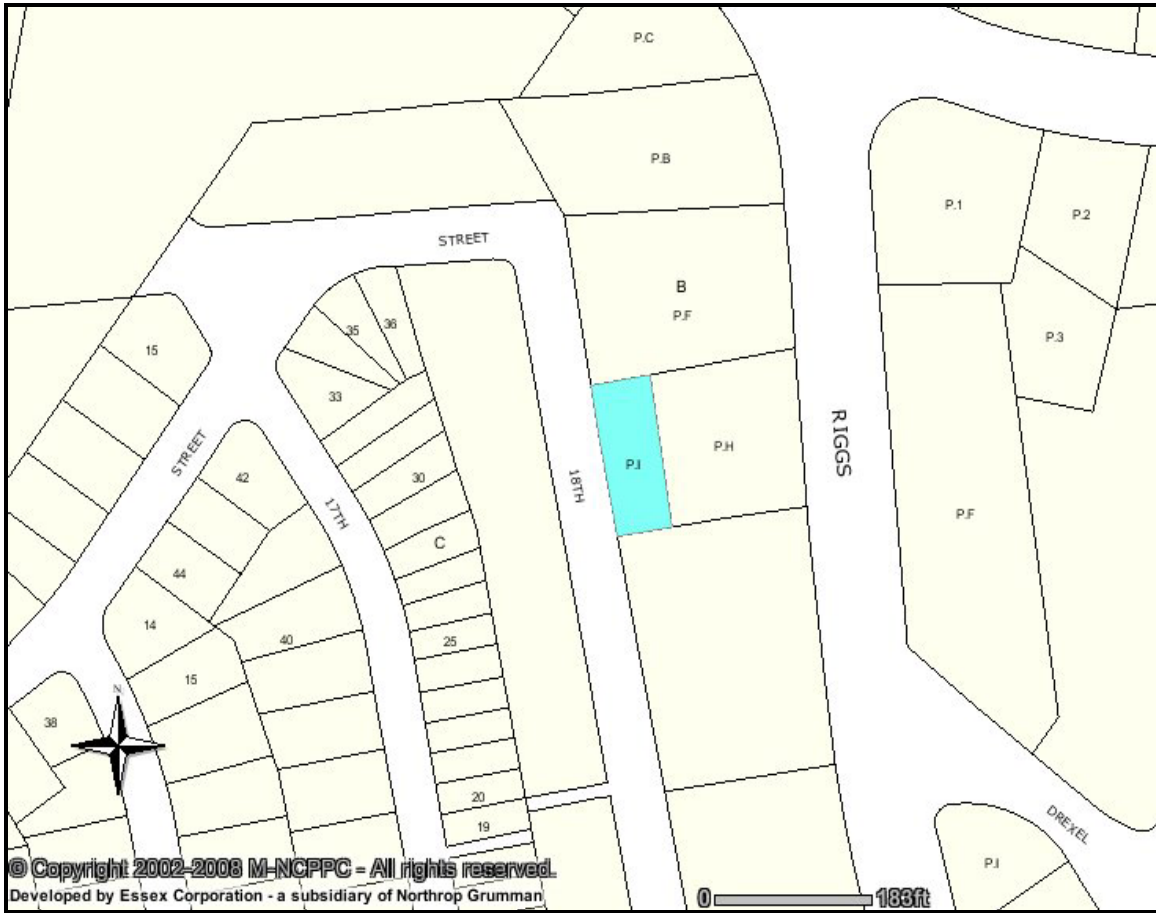 P.C
P.B
P.1
P.2
STREET
B
P.F
35
36
15
P.3
33
RIGGS
P.H
STREET
42
30
P.I
18TH
17TH
P.F
C
44
14
40
25
15
N
38
20
19
DREXEL
P.I
© Copyright 2002-2008 M-NCPPC - All rights reserved.
Developed by Essex Corporation - a subsidiary of Northrop Grumman
0 183ft